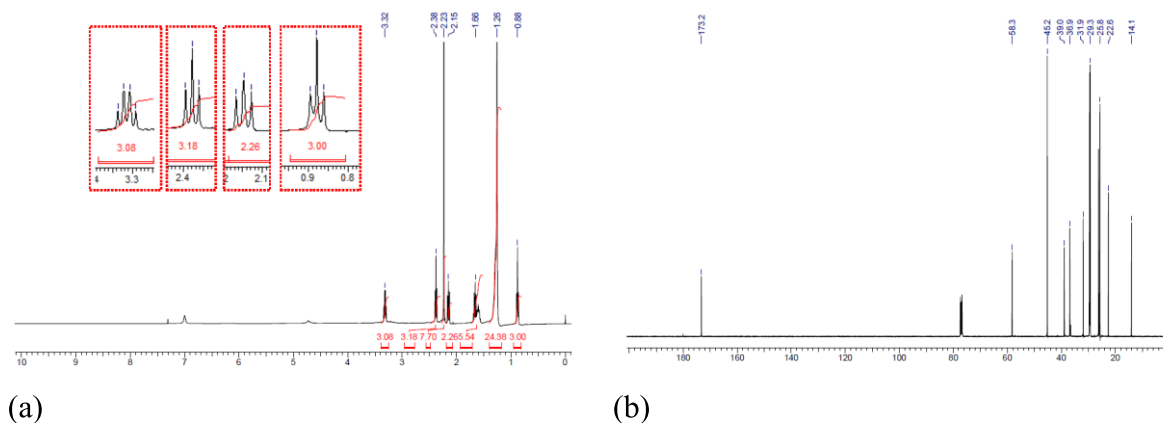 3.32 2.38 2.23 2.15 1.66 1.26 0.88
3.08 3.18 2.26 3.00
4 3.3 2.4 2 2.1 0.9 0.8
3.08 3.18 7.70 2.26 5.54 24.38 3.00
10 9 8 7 6 5 4 3 2 1 0
(a)
173.2 58.3 45.2 39.0 36.9 31.9 29.3 25.8 22.6 14.1
180 160 140 120 100 80 60 40 20
(b)